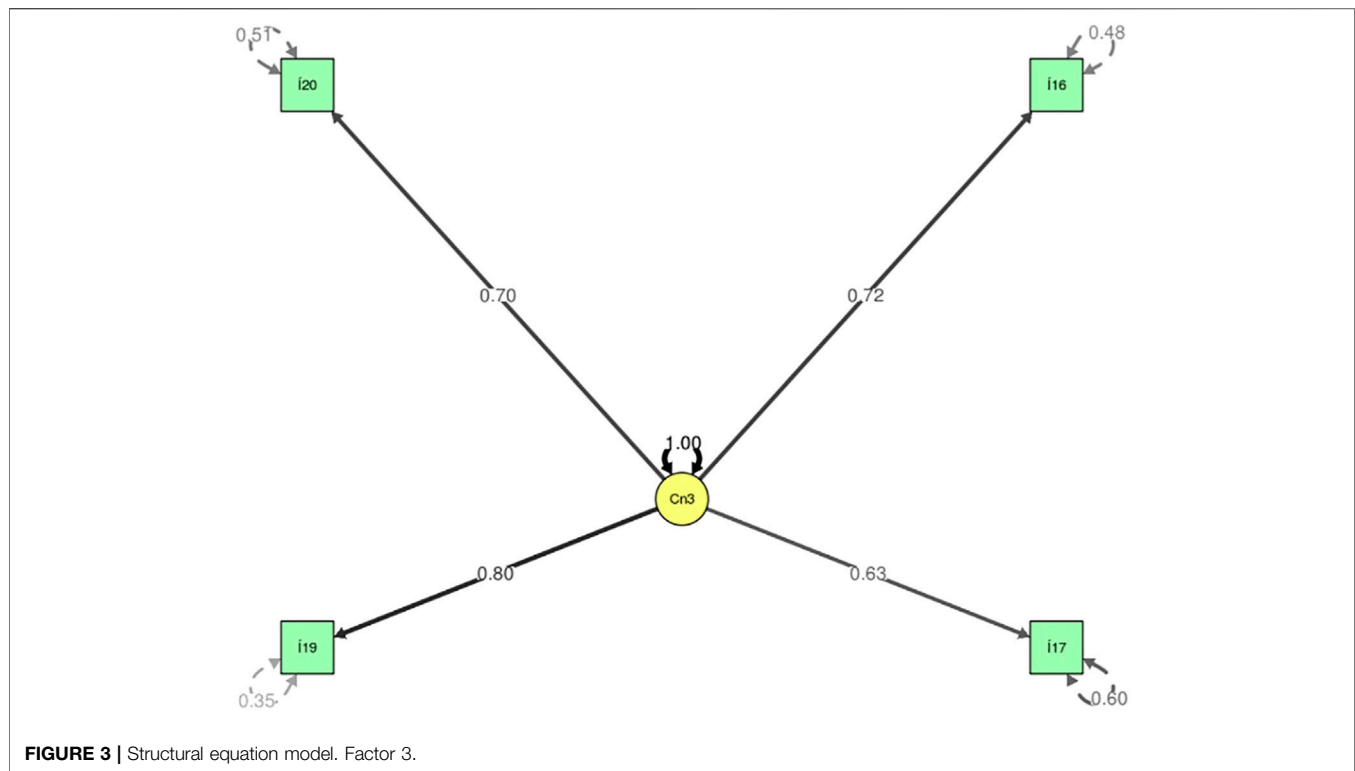 0.51
0.48
Í20
Í16
0.70
0.72
1.00
Cn3
0.80
0.63
Í19
Í17
0.35
0.60
FIGURE 3 | Structural equation model. Factor 3.